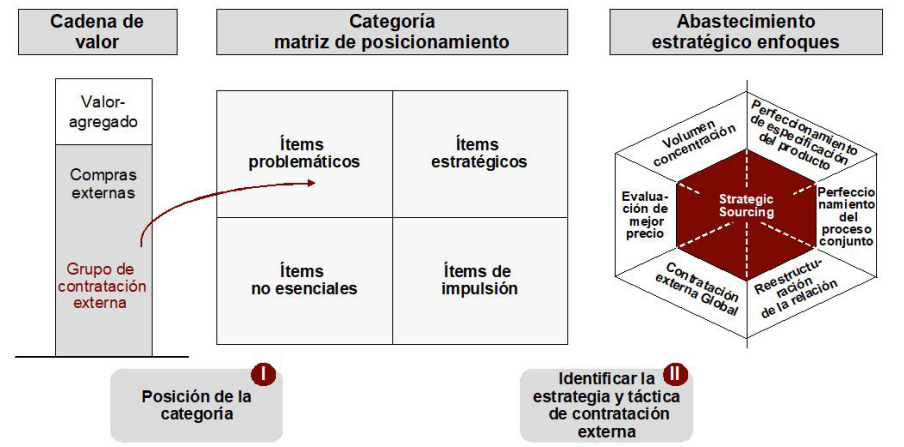 Cadena de
valor
Categoría
matriz de posicionamiento
Abastecimiento
estratégico enfoques
Valor-
agregado
Compras
externas
Grupo de
contratación
externa
Ítems
problemáticos
Ítems
estratégicos
Ítems
no esenciales
Ítems de
impulsión
Volumen
concentración
Perfeccionamiento
de especificación
del producto
Evalua-
ción de
mejor
precio
Strategic
Sourcing
Perfeccio
namiento
del
proceso
conjunto
Contratación
externa Global
Reestructu-
ración
de la relación
I
Posición de la
categoría
II
Identificar la
estrategia y táctica
de contratación
externa